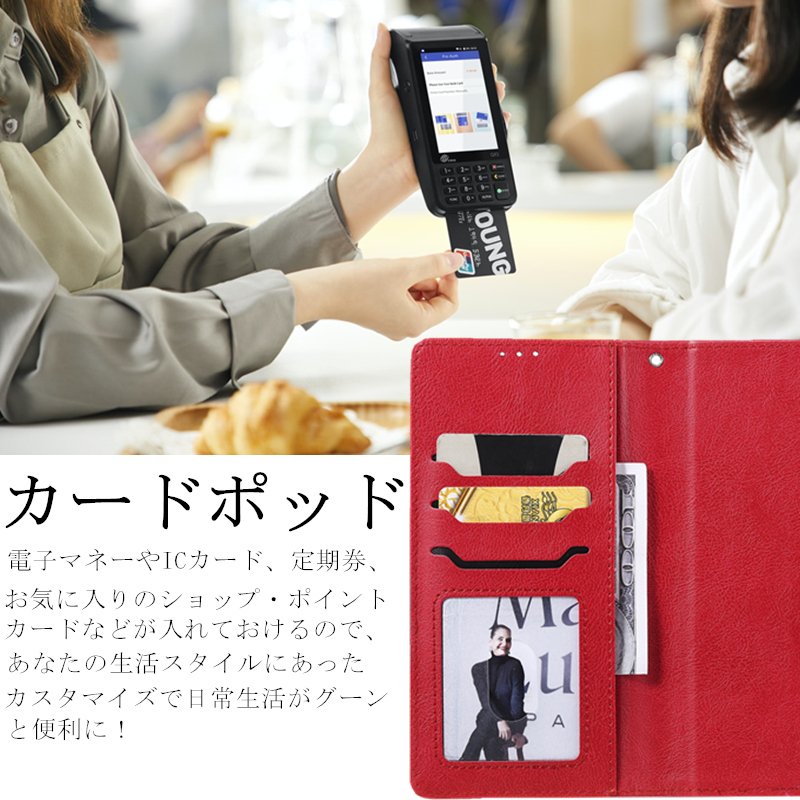 YOUNG
カードポッド
電子マネーやICカード、定期券、
お気に入りのショップ・ポイント
カードなどが入れておけるので、
あなたの生活スタイルにあった
カスタマイズで日常生活がグーン
と便利に！
100